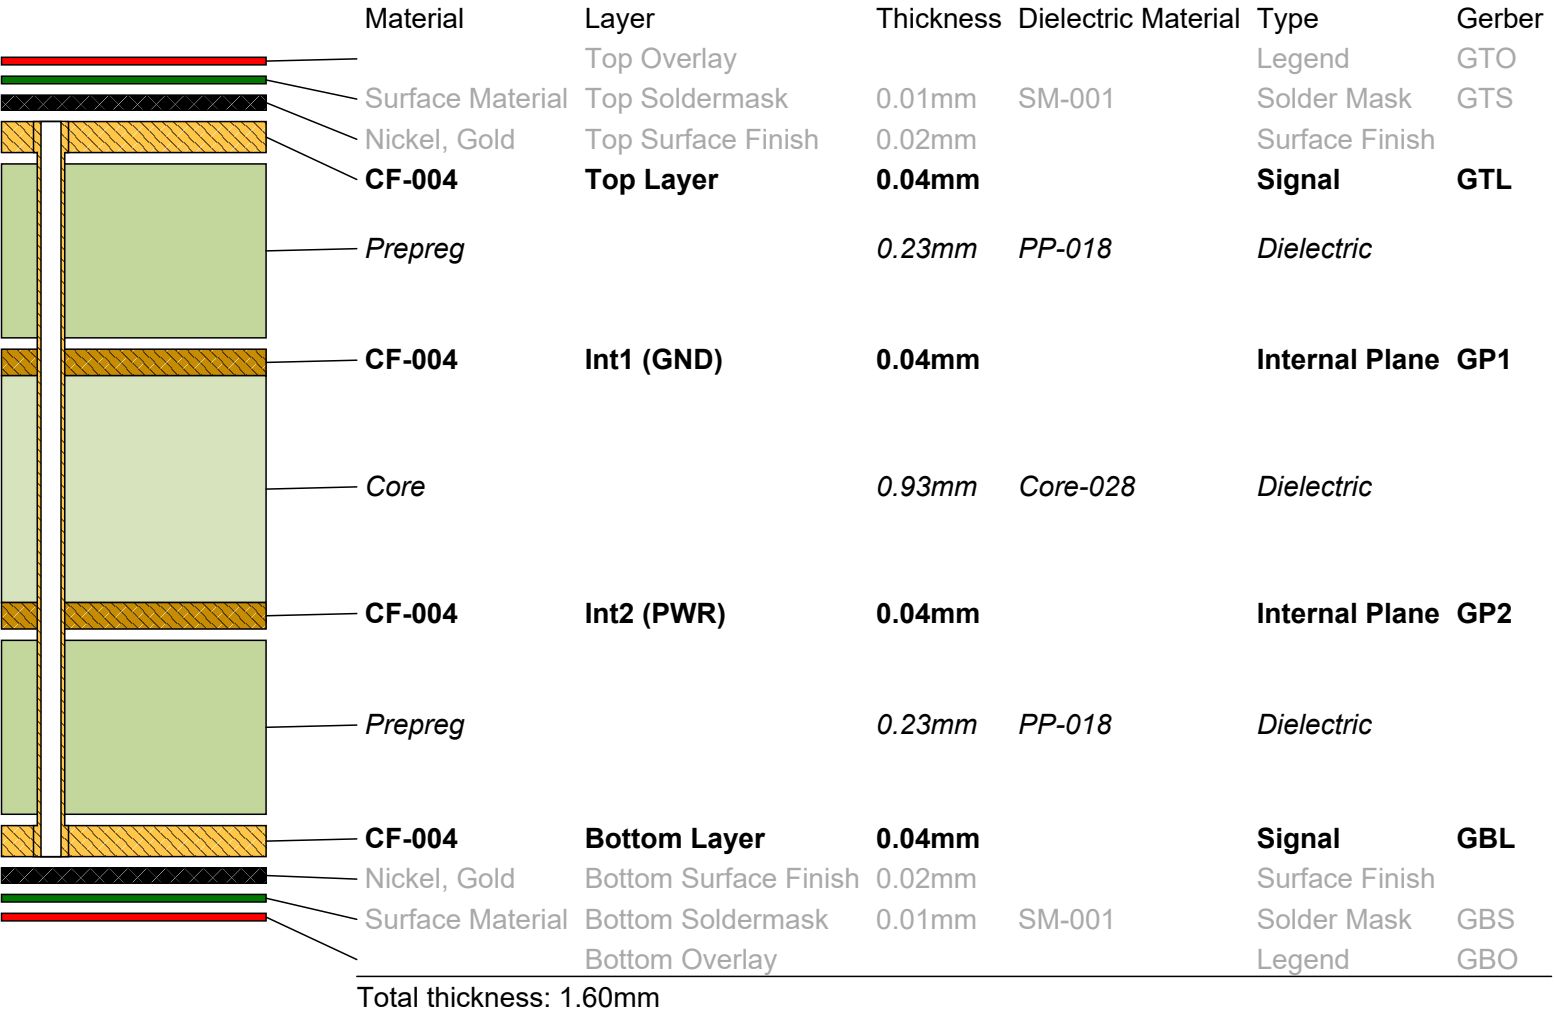 Material Layer Thickness Dielectric Material Type Gerber
Top Overlay Legend GTO
Surface Material Top Soldermask 0.01mm SM-001 Solder Mask GTS
Nickel, Gold Top Surface Finish 0.02mm Surface Finish
CF-004 Top Layer 0.04mm Signal GTL
Prepreg 0.23mm PP-018 Dielectric
CF-004 Int1 (GND) 0.04mm Internal Plane GP1
Core 0.93mm Core-028 Dielectric
CF-004 Int2 (PWR) 0.04mm Internal Plane GP2
Prepreg 0.23mm PP-018 Dielectric
CF-004 Bottom Layer 0.04mm Signal GBL
Nickel, Gold Bottom Surface Finish 0.02mm Surface Finish
Surface Material Bottom Soldermask 0.01mm SM-001 Solder Mask GBS
Bottom Overlay Legend GBO
Total thickness: 1.60mm